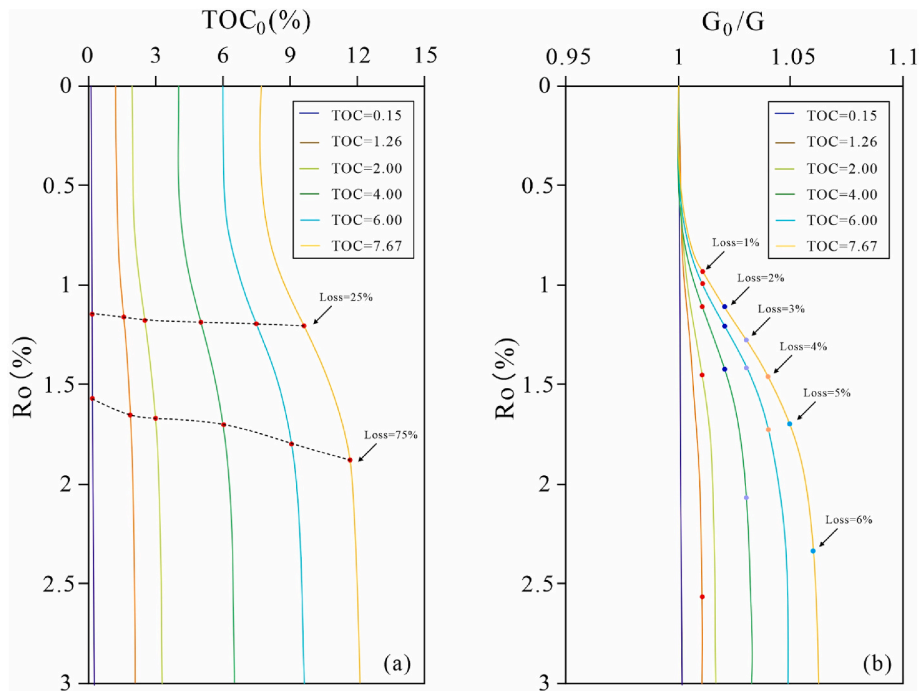 TOC₀(%)
0 3 6 9 12 15
0
0.5
1
1.5
2
2.5
3
Ro(%)
TOC=0.15
TOC=1.26
TOC=2.00
TOC=4.00
TOC=6.00
TOC=7.67
Loss=25%
Loss=75%
(a)
G₀/G
0.95 1 1.05 1.1
0
0.5
1
1.5
2
2.5
3
Ro(%)
TOC=0.15
TOC=1.26
TOC=2.00
TOC=4.00
TOC=6.00
TOC=7.67
Loss=1%
Loss=2%
Loss=3%
Loss=4%
Loss=5%
Loss=6%
(b)